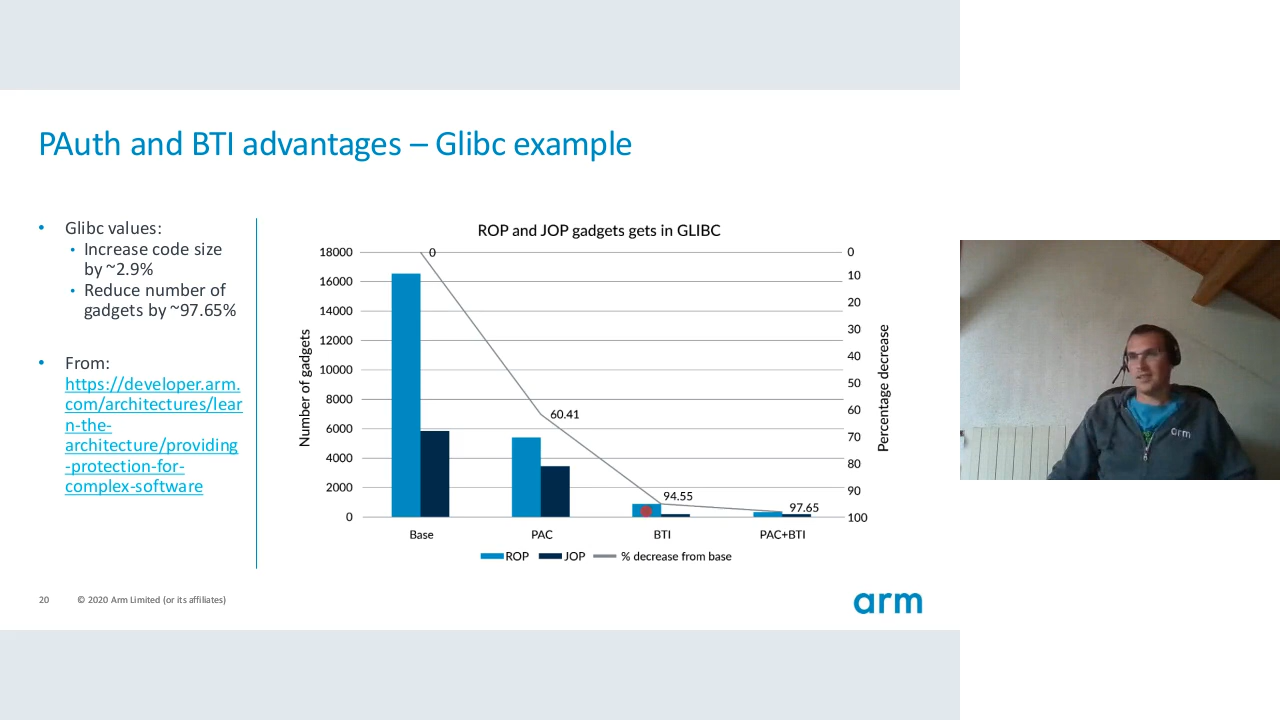 PAuth and BTI advantages – Glibc example
• Glibc values:
• Increase code size
by ~2.9%
• Reduce number of
gadgets by ~97.65%
• From:
https://developer.arm.
com/architectures/lear
n-the-
architecture/providing
-protection-for-
complex-software
ROP and JOP gadgets gets in GLIBC
Number of gadgets
18000
16000
14000
12000
10000
8000
6000
4000
2000
0
0
60.41
94.55
97.65
0
10
20
30
40
50
60
70
80
90
100
Percentage decrease
Base PAC BTI PAC+BTI
ROP JOP % decrease from base
20 © 2020 Arm Limited (or its affiliates)
arm
arm